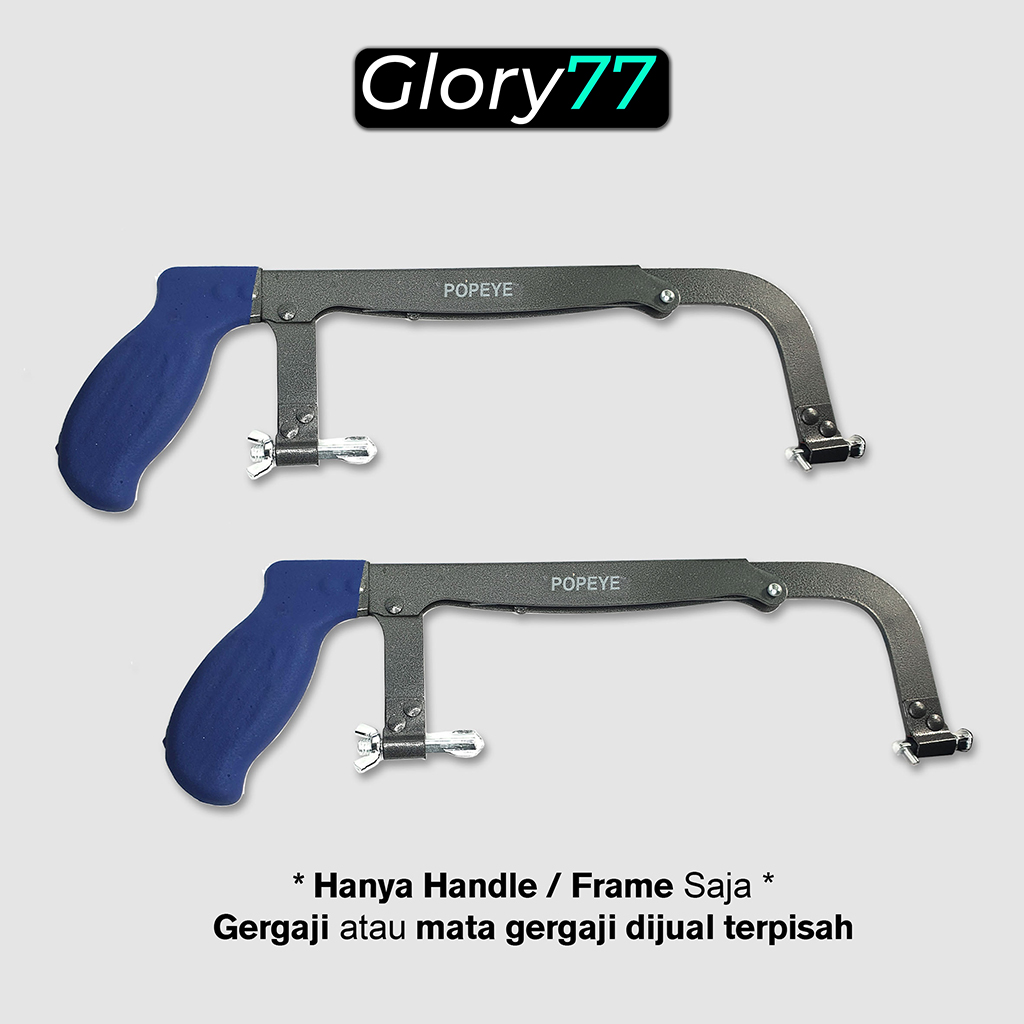 Glory77
POPEYE
POPEYE
* Hanya Handle / Frame Saja *
Gergaji atau mata gergaji dijual terpisah